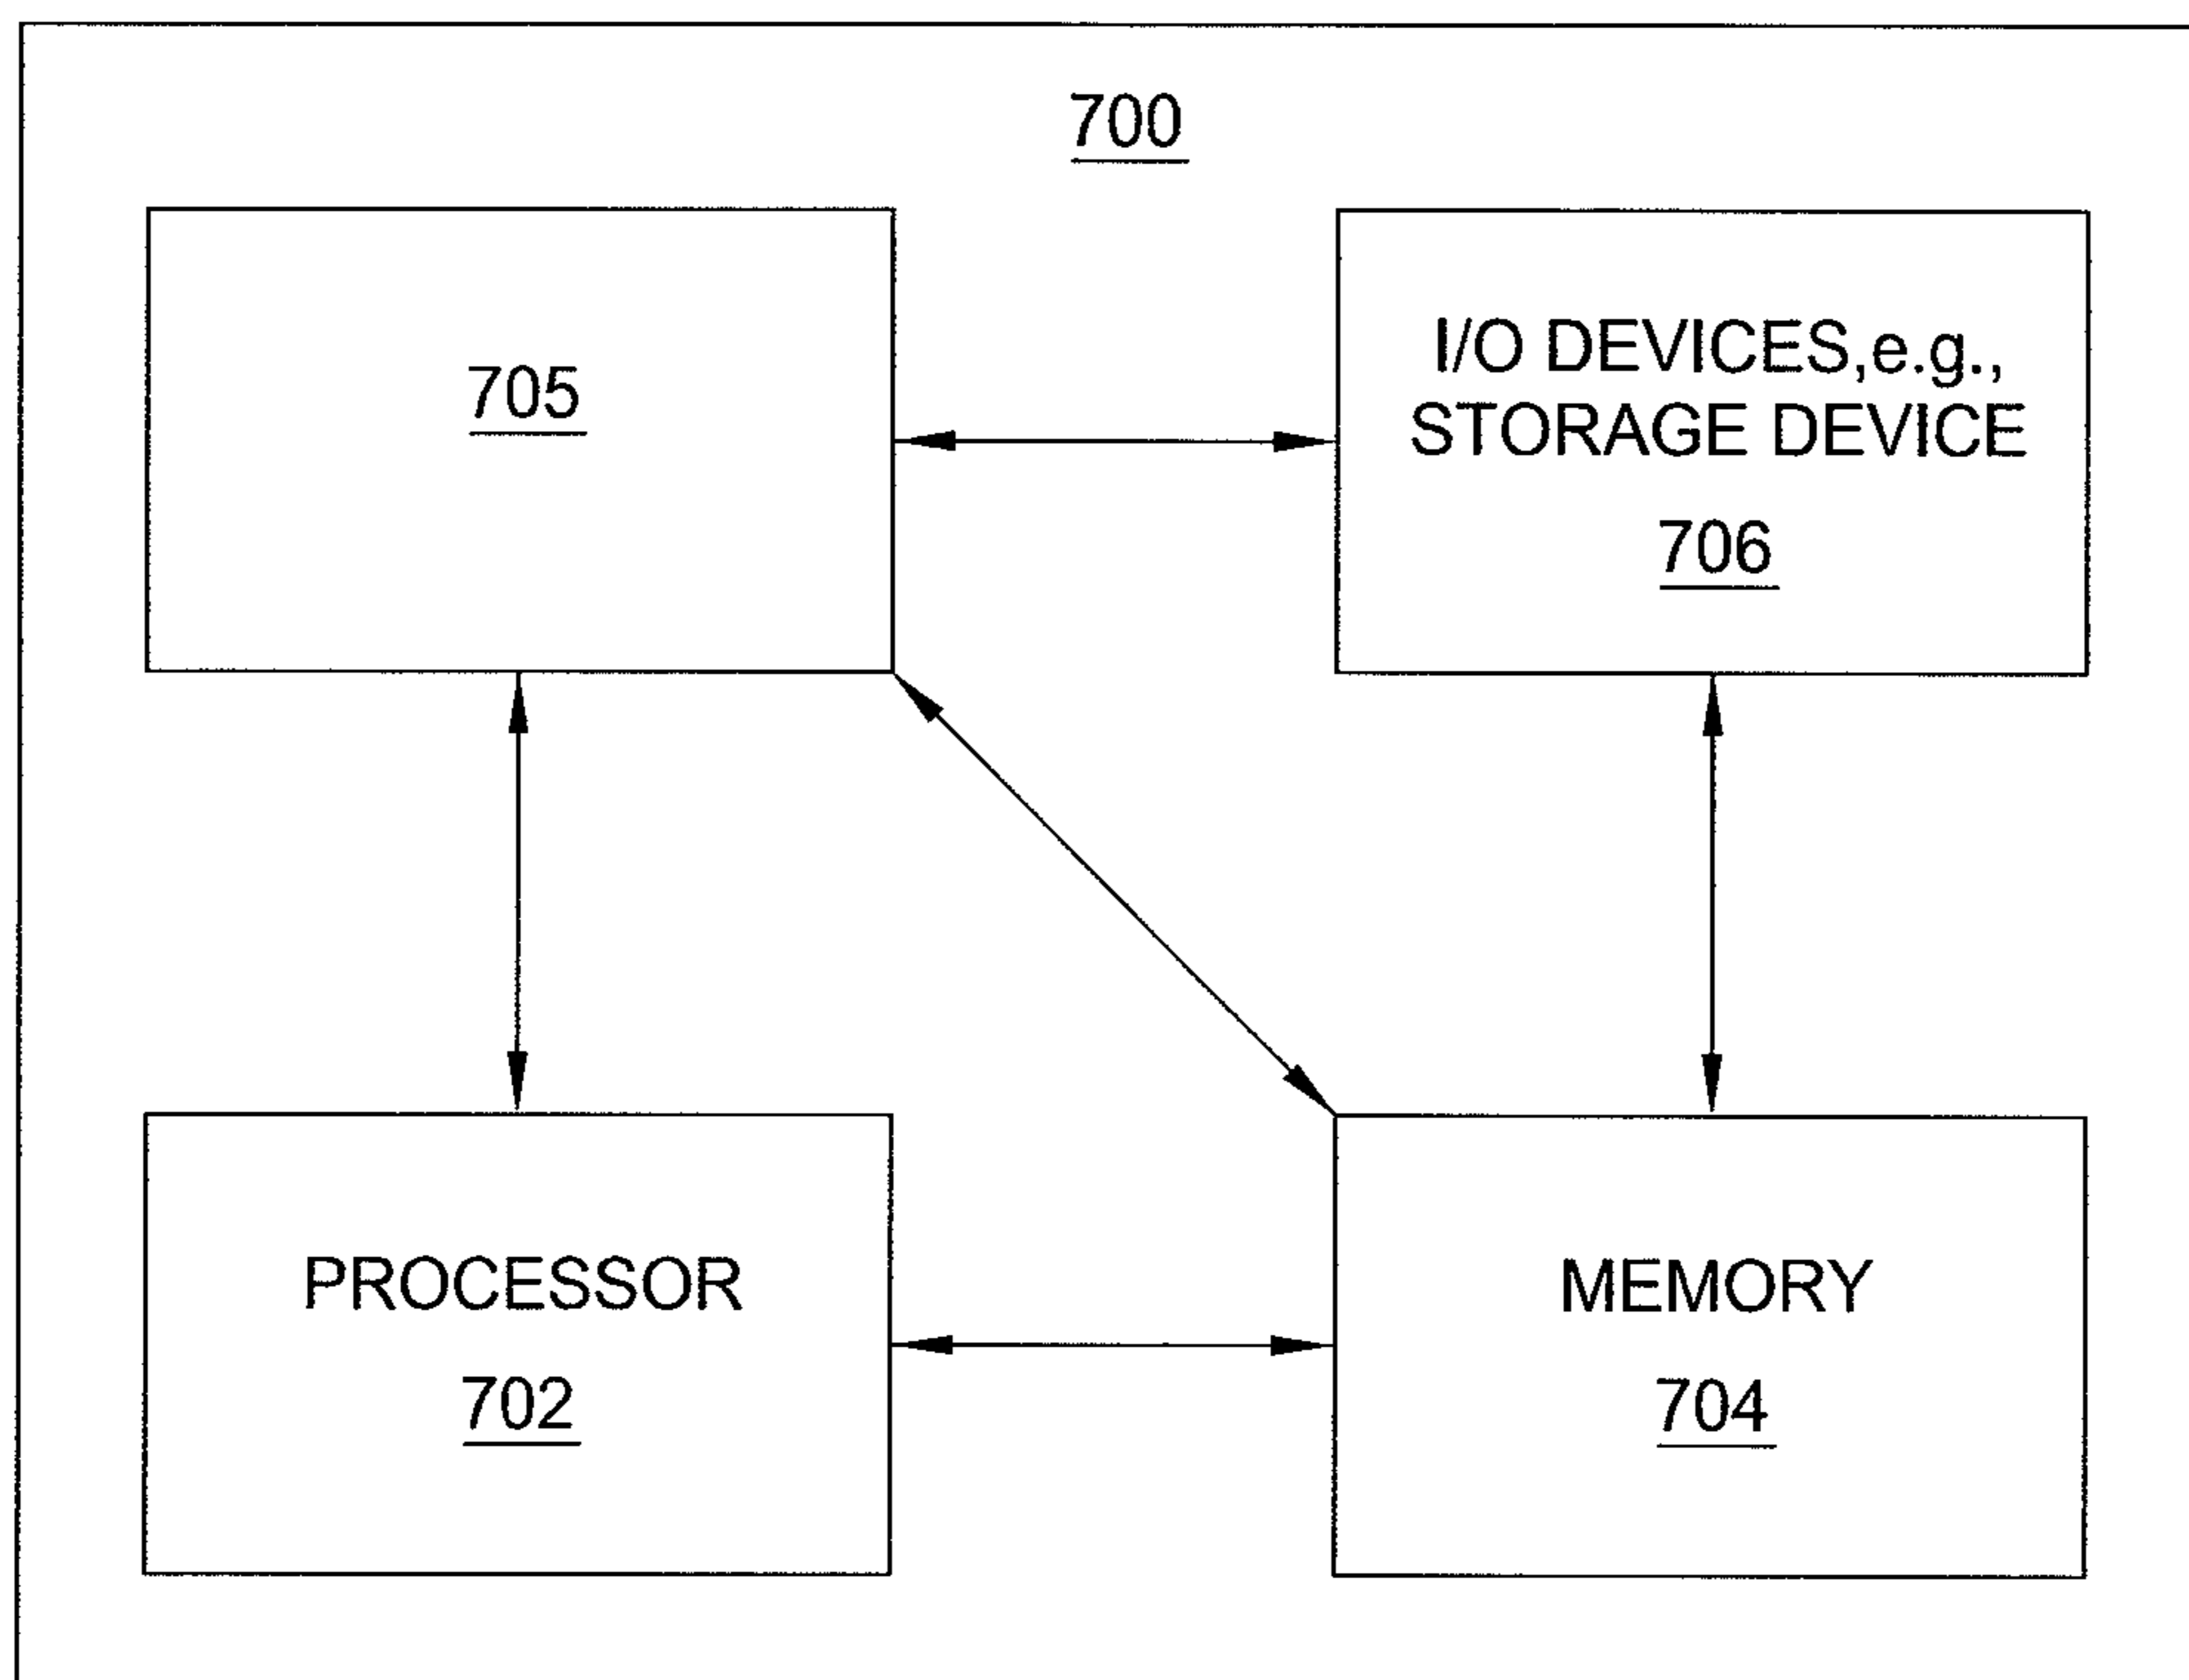 700
705
I/O DEVICES,e.g.,
STORAGE DEVICE
706
PROCESSOR
702
MEMORY
704